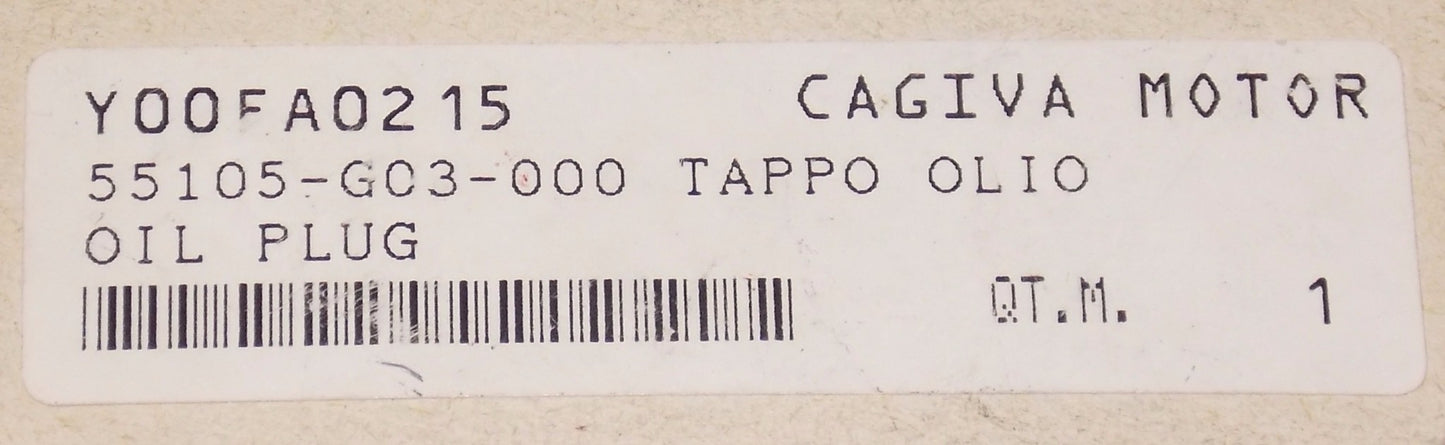 Y00FA0215 CAGIVA MOTOR
55105-G03-000 TAPPO OLIO
OIL PLUG
QT.M. 1